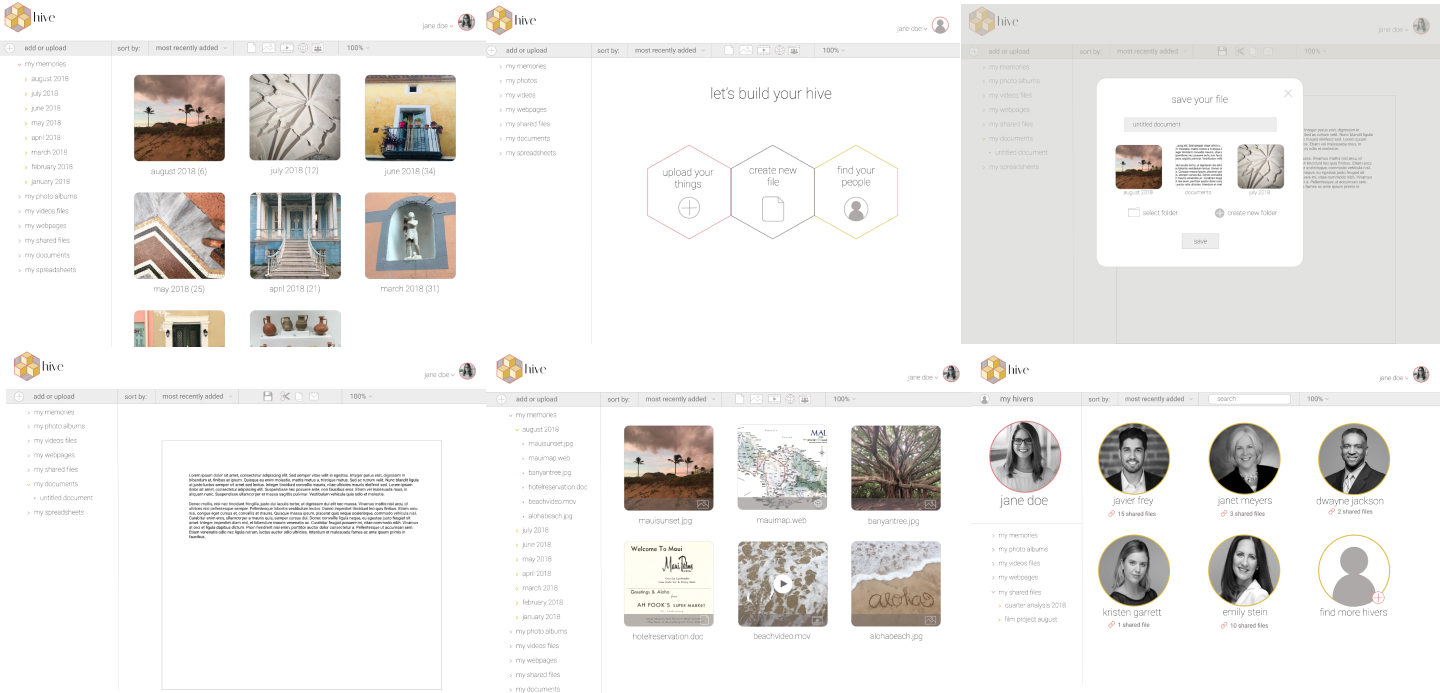 hive
jane doe
add or upload
sort by:
most recently added
100%
my memories
august 2018
july 2018
june 2018
may 2018
april 2018
march 2018
february 2018
january 2018
my photo albums
my videos files
my webpages
my shared files
my documents
my spreadsheets
august 2018 (6)
july 2018 (12)
june 2018 (34)
may 2018 (25)
april 2018 (21)
march 2018 (31)
hive
jane doe
add or upload
sort by:
most recently added
100%
my memories
my photos
my videos
my webpages
my shared files
my documents
my spreadsheets
let's build your hive
upload your
things
create new
file
find your
people
hive
jane doe
add or upload
sort by:
most recently added
100%
my memories
my photo albums
my videos files
my webpages
my shared files
my documents
untitled document
my spreadsheets
save your file
untitled document
august 2018
documents
july 2018
select folder
create new folder
save
hive
jane doe
add or upload
sort by:
most recently added
100%
my memories
my photo albums
my videos files
my webpages
my shared files
my documents
untitled document
my spreadsheets
hive
jane doe
add or upload
sort by:
most recently added
100%
my memories
august 2018
mauisunset.jpg
mauimap.web
banyantree.jpg
hotelreservation.doc
beachvideo.mov
alohabeach.jpg
july 2018
june 2018
may 2018
april 2018
march 2018
february 2018
january 2018
my photo albums
my videos files
my webpages
my shared files
my documents
mauisunset.jpg
MAUI
mauimap.web
banyantree.jpg
Welcome To Maui
Maui Palms
Greetings & Aloha
from
AH FOOK'S SUPER MARKET
hotelreservation.doc
beachvideo.mov
aloha
alohabeach.jpg
hive
jane doe
my hivers
sort by:
most recently added
search
100%
jane doe
my memories
my photo albums
my videos files
my webpages
my shared files
quarter analysis 2018
film project august
javier frey
15 shared files
janet meyers
3 shared files
dwayne jackson
2 shared files
kristen garrett
1 shared file
emily stein
10 shared files
find more hivers